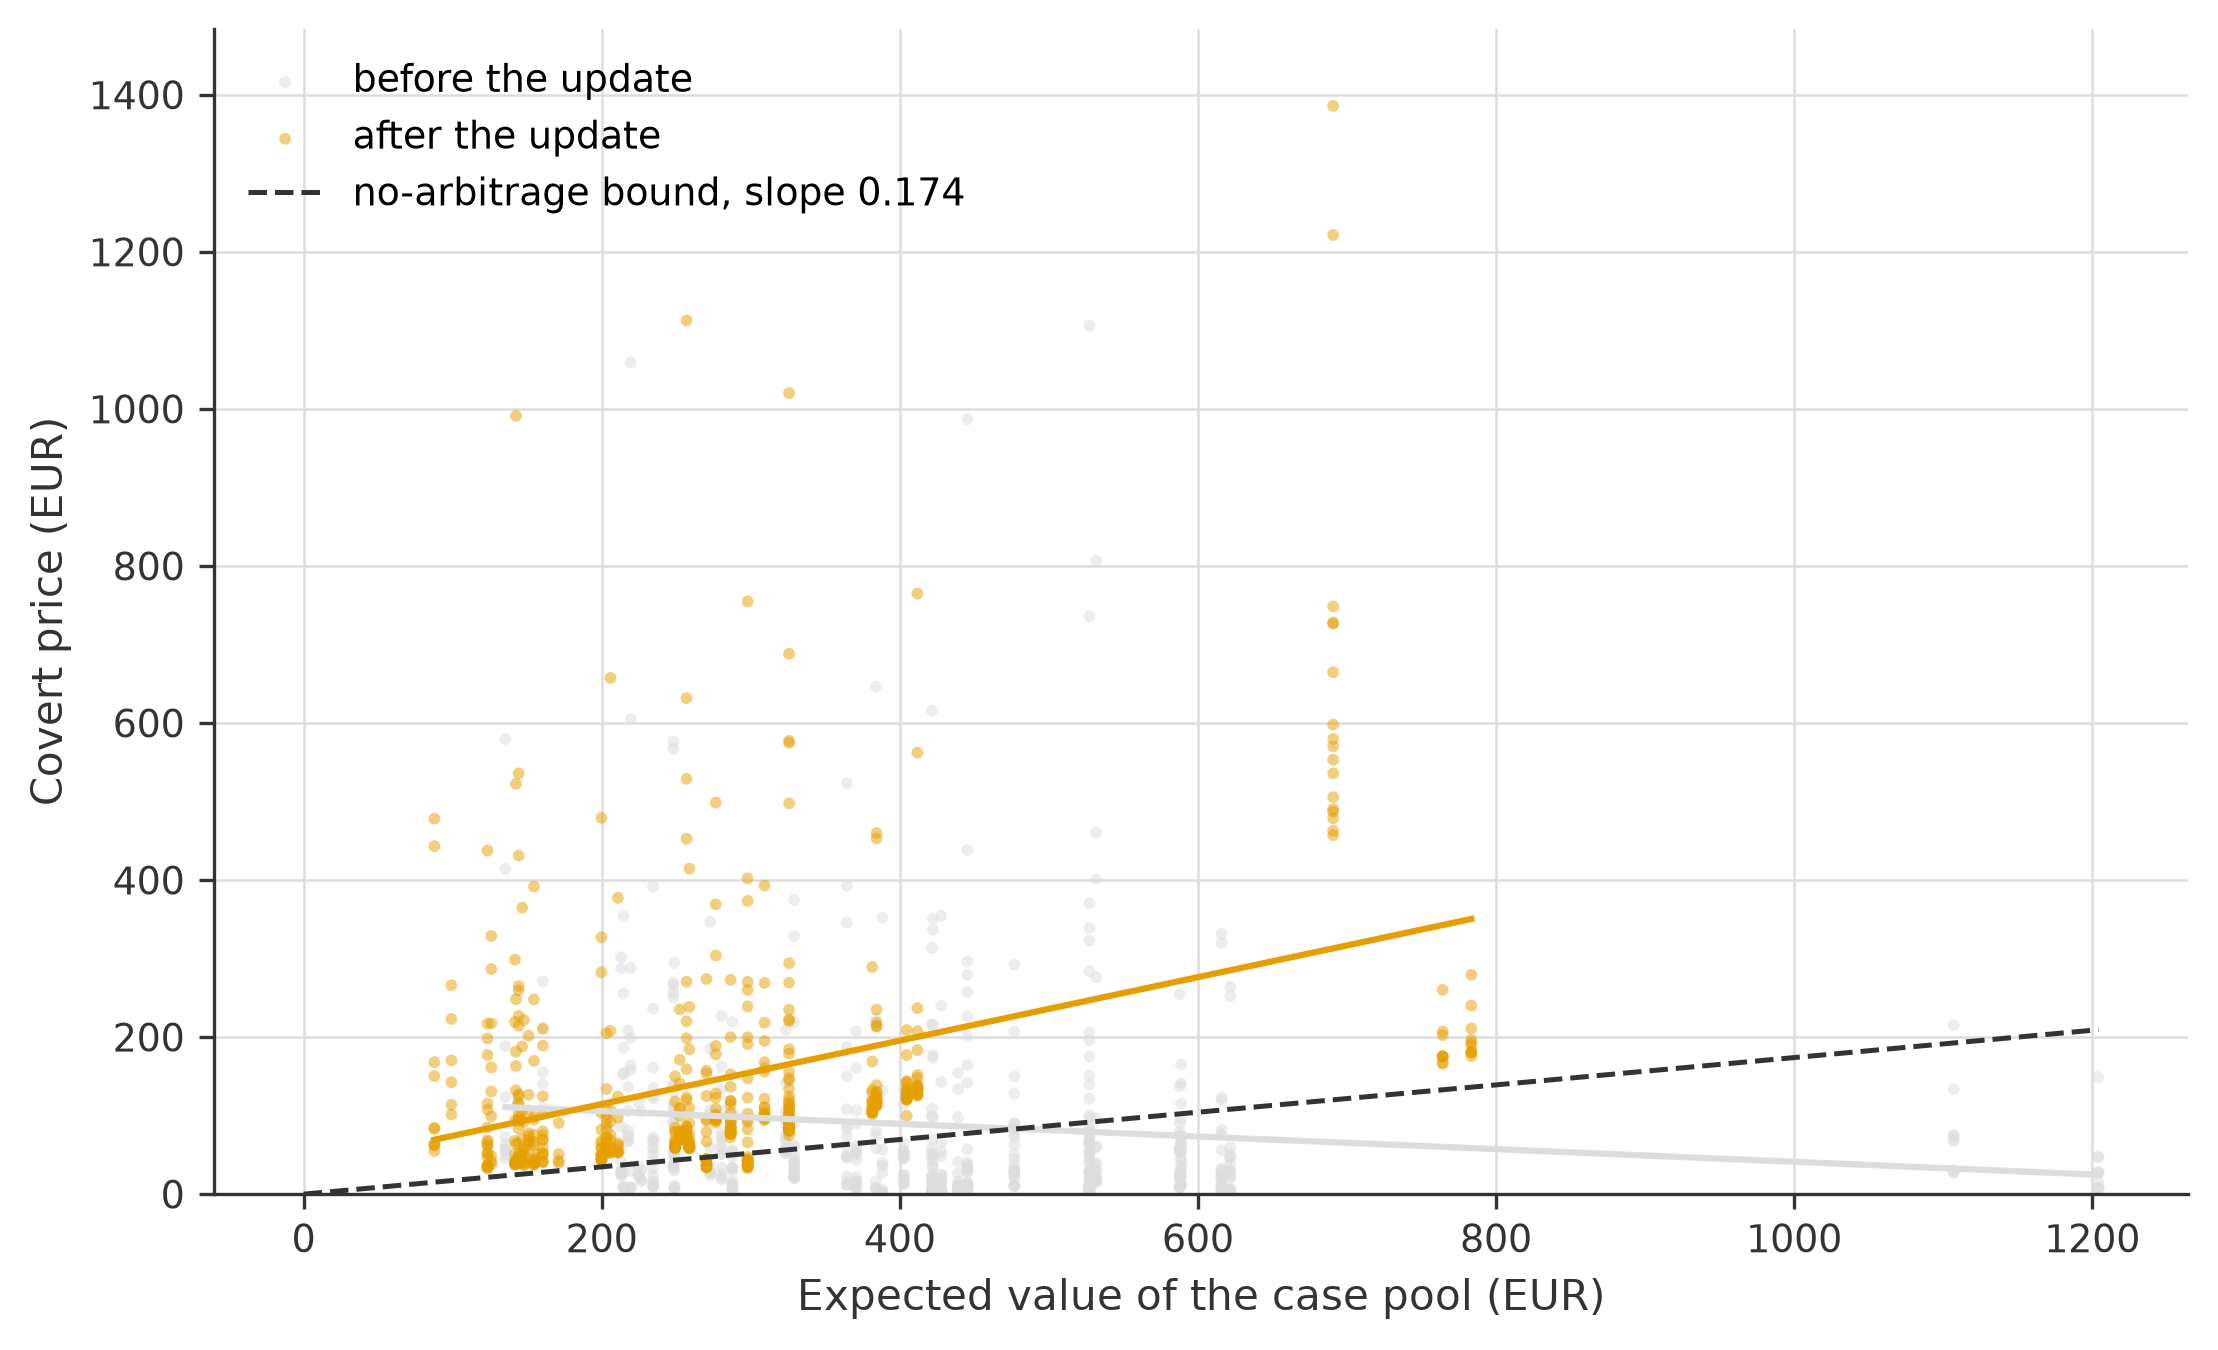 before the update
after the update
no-arbitrage bound, slope 0.174
Covert price (EUR)
1400
1200
1000
800
600
400
200
0
0 200 400 600 800 1000 1200
Expected value of the case pool (EUR)